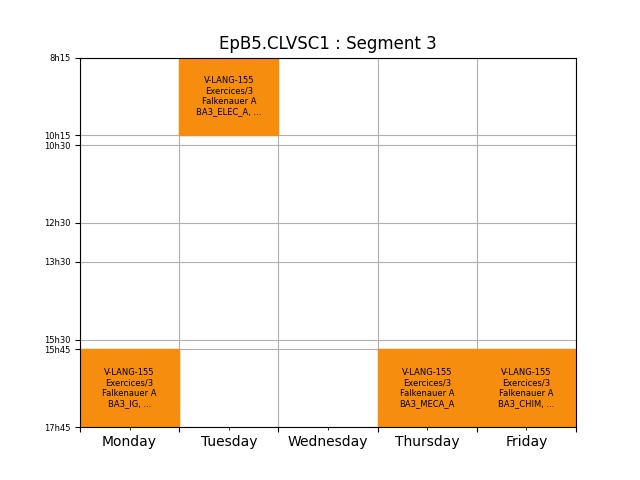 EpB5.CLVSC1 : Segment 3
8h15
V-LANG-155
Exercices/3
Falkenauer A
BA3_ELEC_A, ...
10h15
10h30
12h30
13h30
15h30
15h45
V-LANG-155
Exercices/3
Falkenauer A
BA3_IG, ...
V-LANG-155
Exercices/3
Falkenauer A
BA3_MECA_A
V-LANG-155
Exercices/3
Falkenauer A
BA3_CHIM, ...
17h45
Monday Tuesday Wednesday Thursday Friday